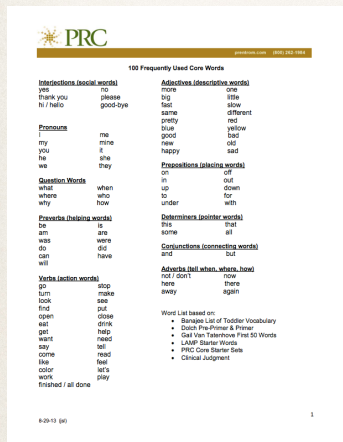 PRC
prentrom.com (800) 262-1984
100 Frequently Used Core Words
Interjections (social words)
yes no
thank you please
hi / hello good-bye
Pronouns
I me
my mine
you it
he she
we they
Question Words
what when
where who
why how
Preverbs (helping words)
be is
am are
was were
do did
can have
will
Verbs (action words)
go stop
turn make
look see
find put
open close
eat drink
get help
want need
say tell
come read
like feel
color let's
work play
finished / all done
Adjectives (descriptive words)
more one
big little
fast slow
same different
pretty red
blue yellow
good bad
new old
happy sad
Prepositions (placing words)
on off
in out
up down
to for
under with
Determiners (pointer words)
this that
some all
Conjunctions (connecting words)
and but
Adverbs (tell when, where, how)
not / don't now
here there
away again
Word List based on:
• Banajee List of Toddler Vocabulary
• Dolch Pre-Primer & Primer
• Gail Van Tatenhove First 50 Words
• LAMP Starter Words
• PRC Core Starter Sets
• Clinical Judgment
1
8-29-13 (jal)